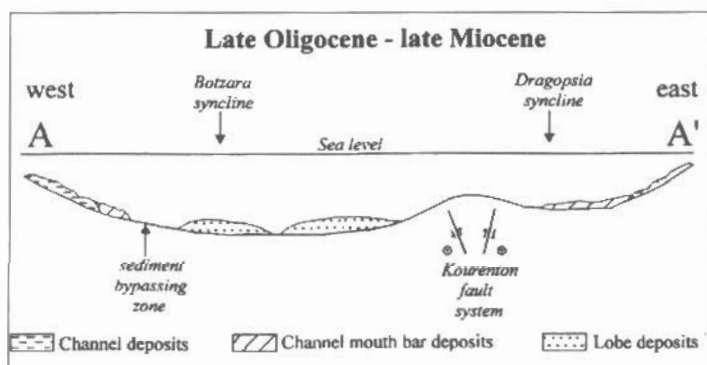 Late Oligocene - late Miocene
west
Botzara
syncline
Dragopsia
syncline
east
A
Sea level
A'
sediment
bypassing
zone
Kourenton
fault
system
Channel deposits
Channel mouth bar deposits
Lobe deposits